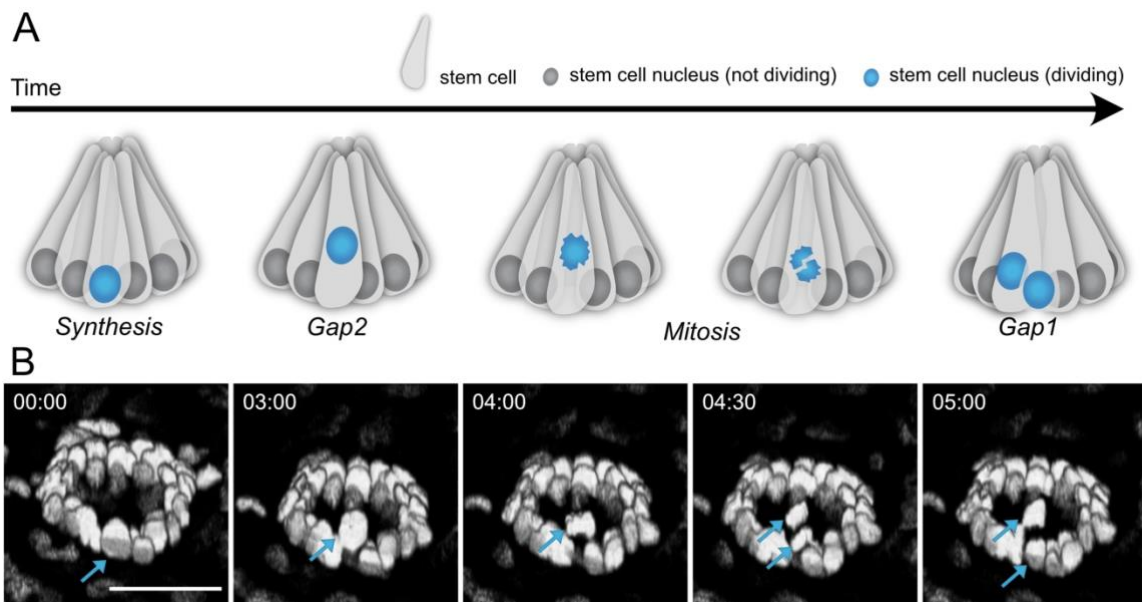 A
stem cell
stem cell nucleus (not dividing)
stem cell nucleus (dividing)
Time
Synthesis
Gap2
Mitosis
Gap1
B
00:00
03:00
04:00
04:30
05:00